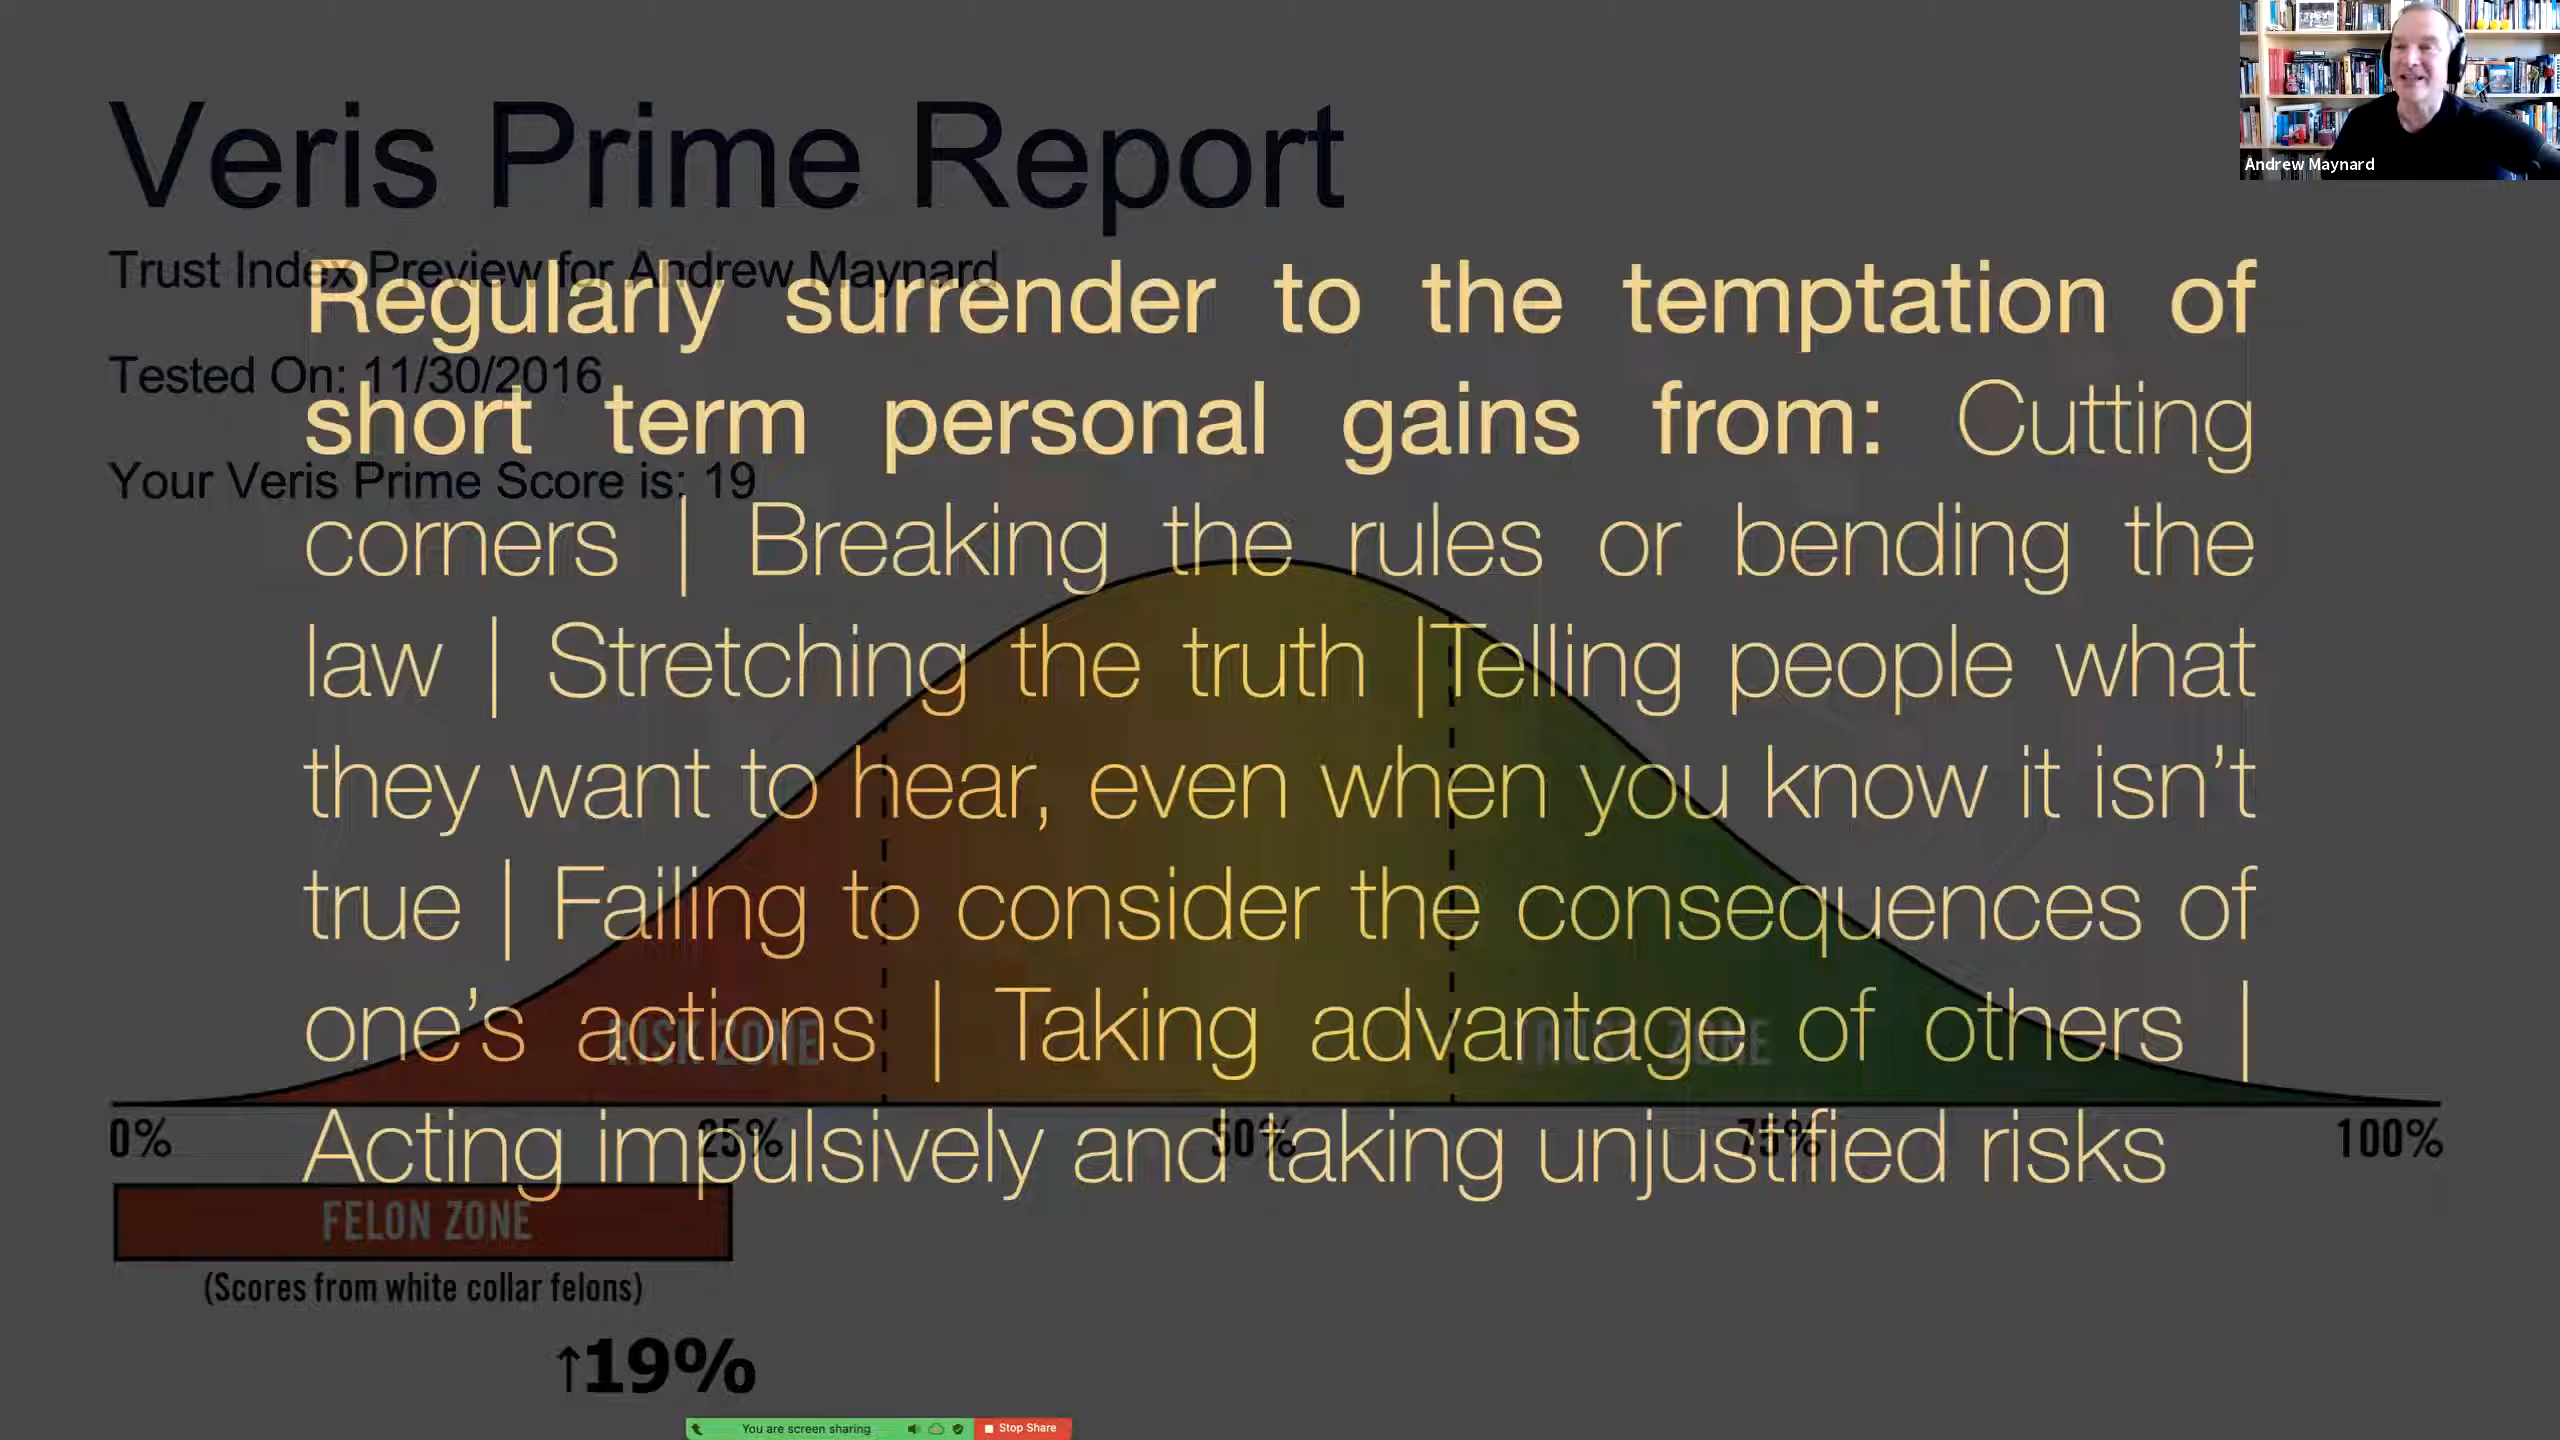 Veris Prime Report
Trust Index Preview for Andrew Maynard
Tested On: 11/30/2016
Your Veris Prime Score is: 19
Regularly surrender to the temptation of
short term personal gains from: Cutting
corners | Breaking the rules or bending the
law | Stretching the truth |Telling people what
they want to hear, even when you know it isn’t
true | Failing to consider the consequences of
one’s actions | Taking advantage of others |
Acting impulsively and taking unjustified risks
RISK ZONE
TRUST ZONE
0%
25%
50%
75%
100%
FELON ZONE
(Scores from white collar felons)
↑19%
Andrew Maynard
You are screen sharing
Stop Share